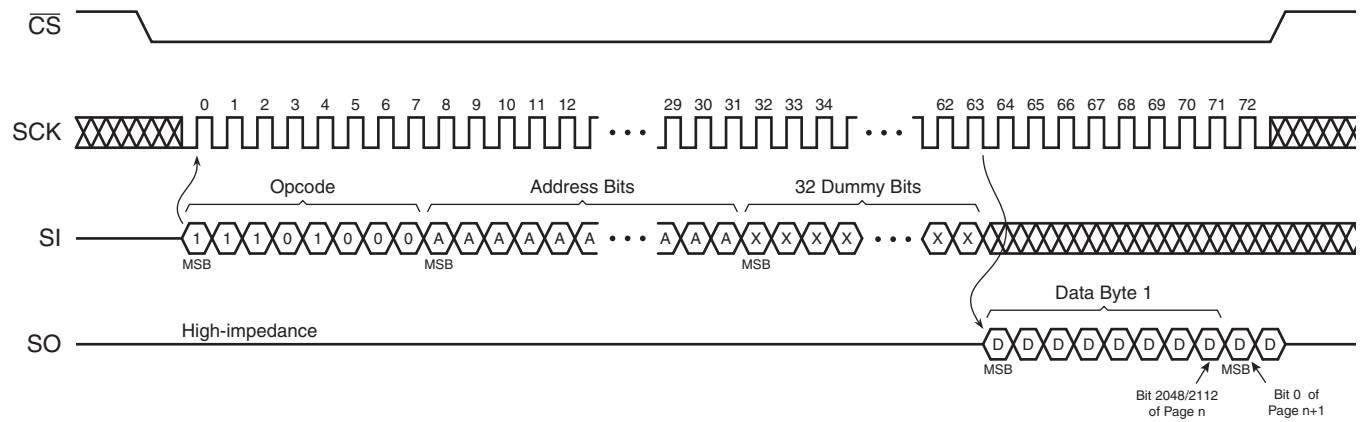 CS
SCK
0 1 2 3 4 5 6 7 8 9 10 11 12 29 30 31 32 33 34 62 63 64 65 66 67 68 69 70 71 72
Opcode Address Bits 32 Dummy Bits
SI
1 1 1 0 1 0 0 0 A A A A A A A A A X X X X X X
MSB MSB MSB
Data Byte 1
High-impedance
SO
D D D D D D D D D D
MSB MSB
Bit 2048/2112
of Page n
Bit 0 of
Page n+1